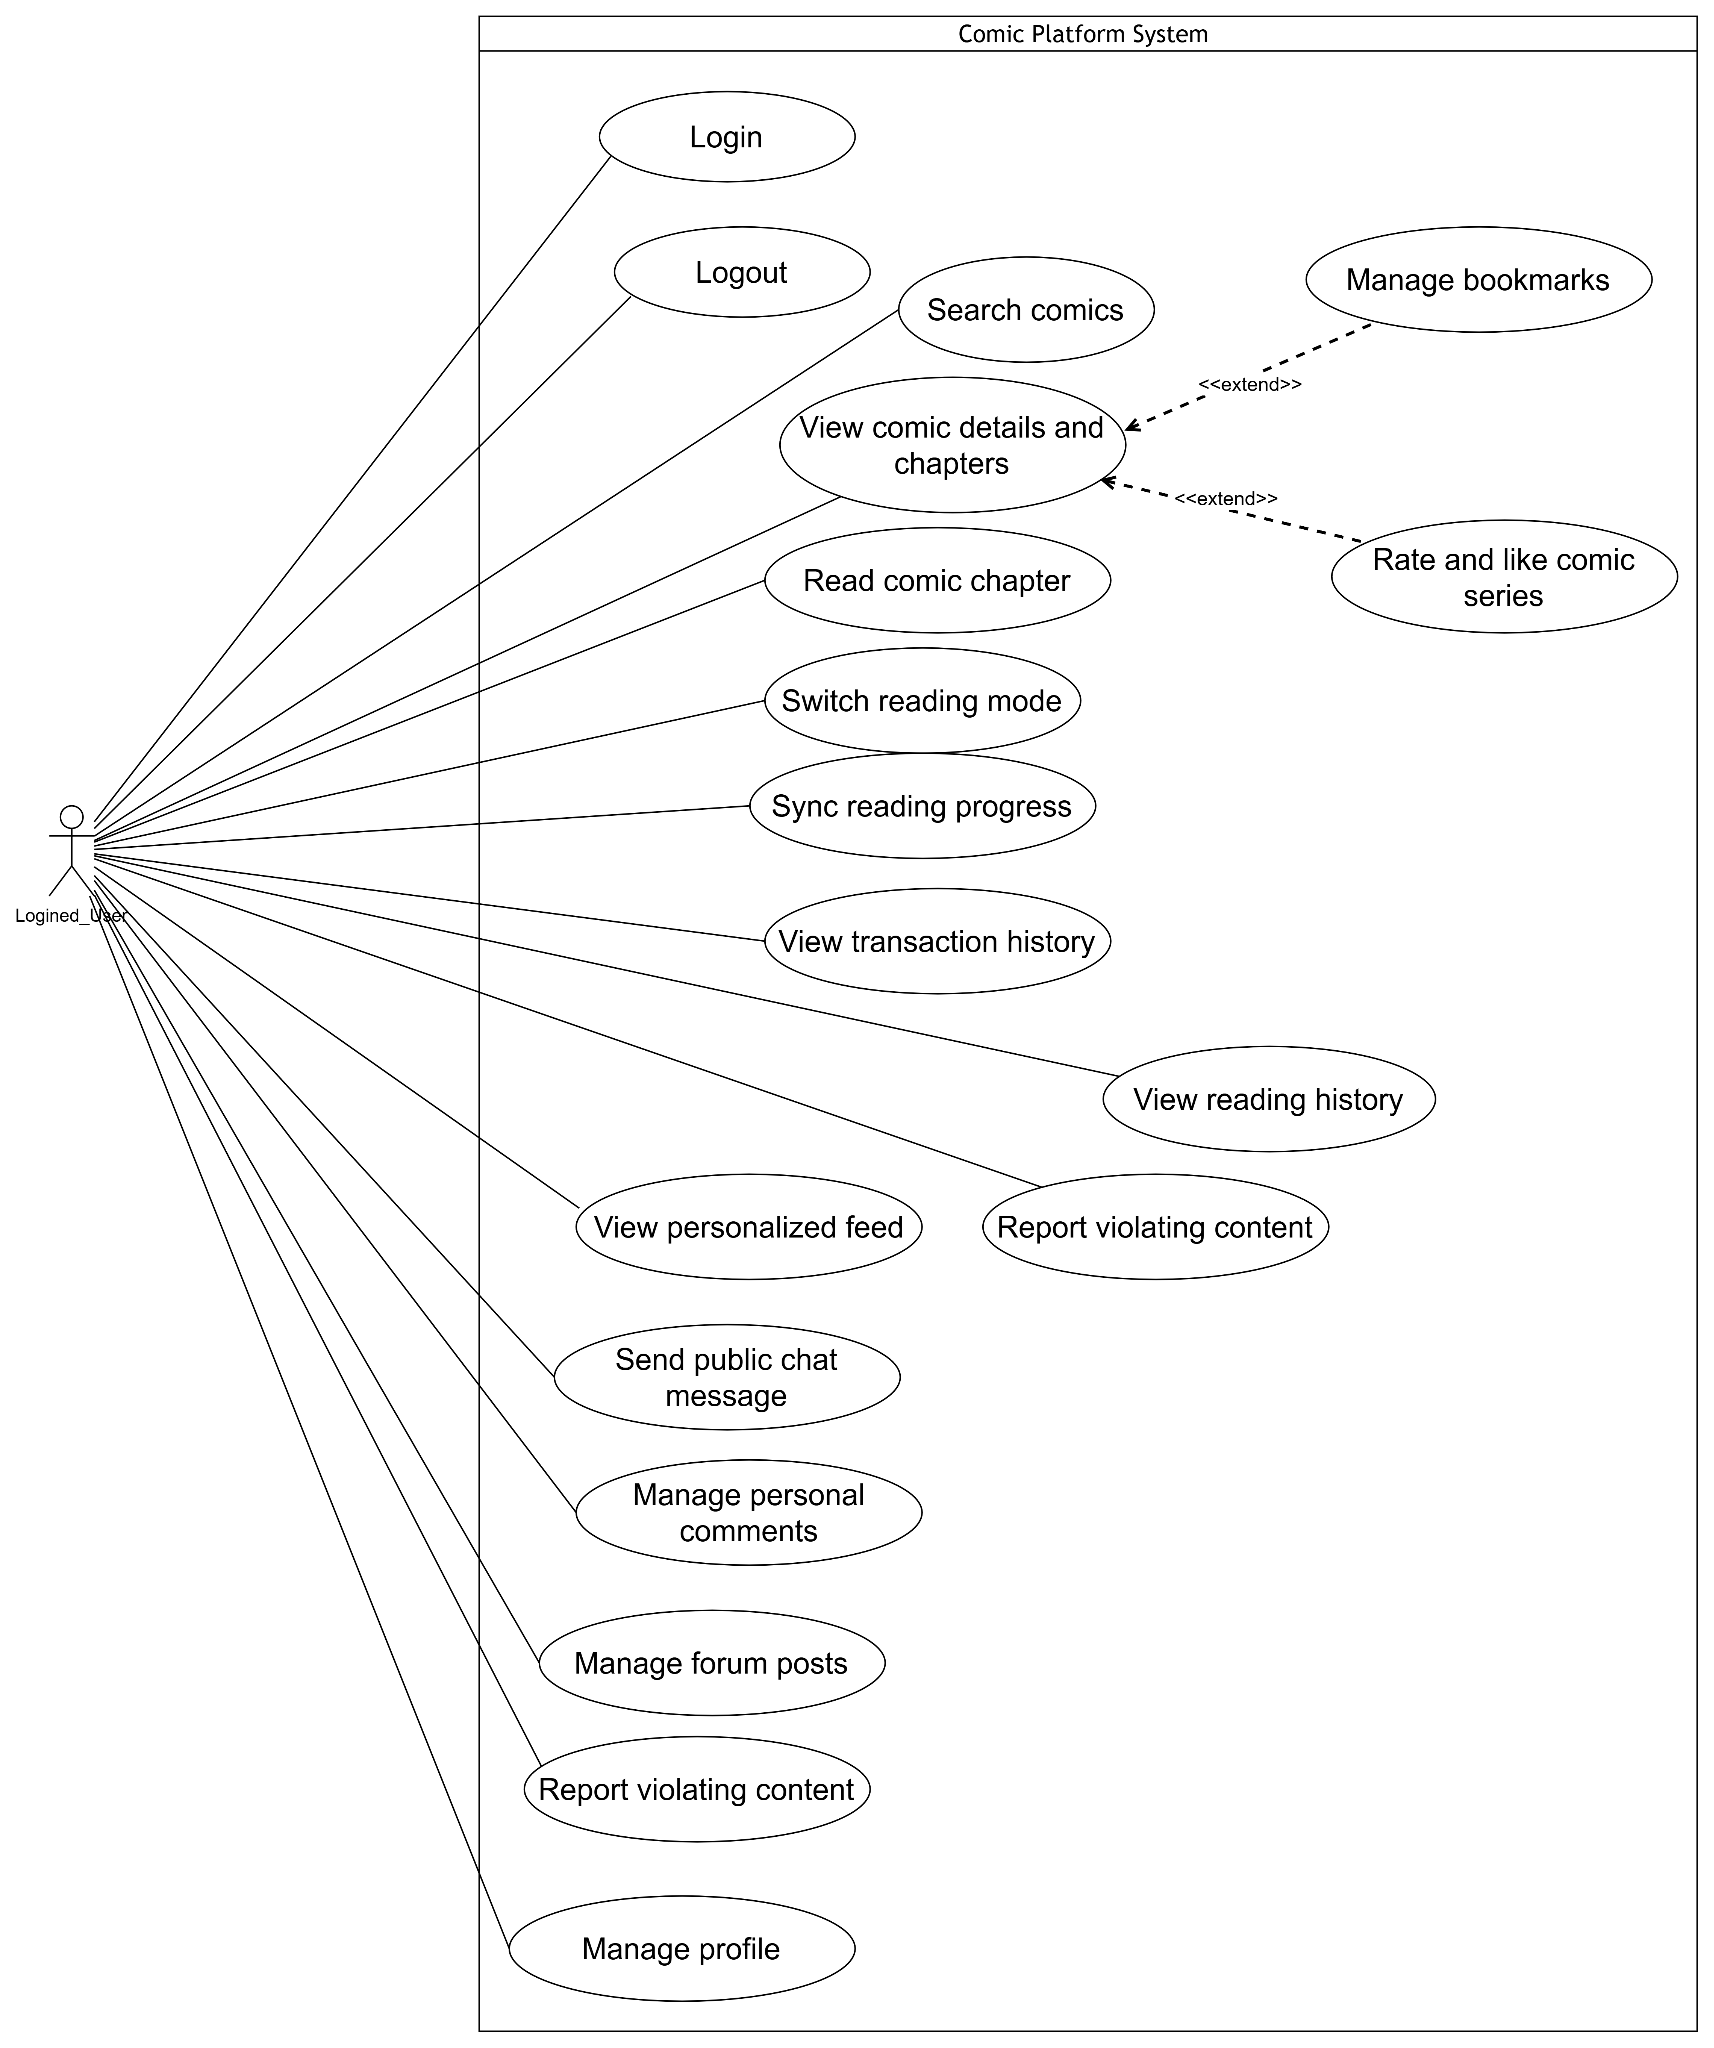 Comic Platform System
Login
Logout
Search comics
Manage bookmarks
<<extend>>
View comic details and
chapters
<<extend>>
Rate and like comic
series
Read comic chapter
Switch reading mode
Sync reading progress
Logined_User
View transaction history
View reading history
View personalized feed
Report violating content
Send public chat
message
Manage personal
comments
Manage forum posts
Report violating content
Manage profile